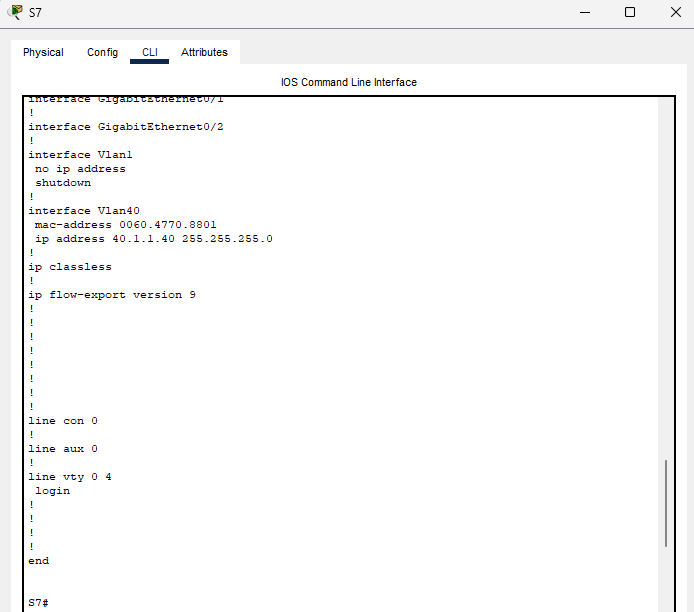 S7
Physical Config CLI Attributes
IOS Command Line Interface
interface GigabitEthernet0/1
!
interface GigabitEthernet0/2
!
interface Vlan1
 no ip address
 shutdown
!
interface Vlan40
 mac-address 0060.4770.8801
 ip address 40.1.1.40 255.255.255.0
!
ip classless
!
ip flow-export version 9
!
!
!
!
!
!
!
!
line con 0
!
line aux 0
!
line vty 0 4
 login
!
!
!
!
end
S7#